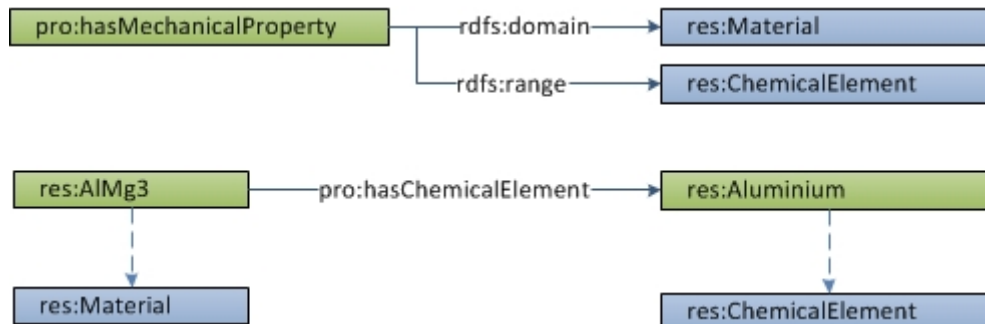 pro:hasMechanicalProperty rdfs:domain res:Material
rdfs:range res:ChemicalElement
res:AlMg3 pro:hasChemicalElement res:Aluminium
res:Material res:ChemicalElement